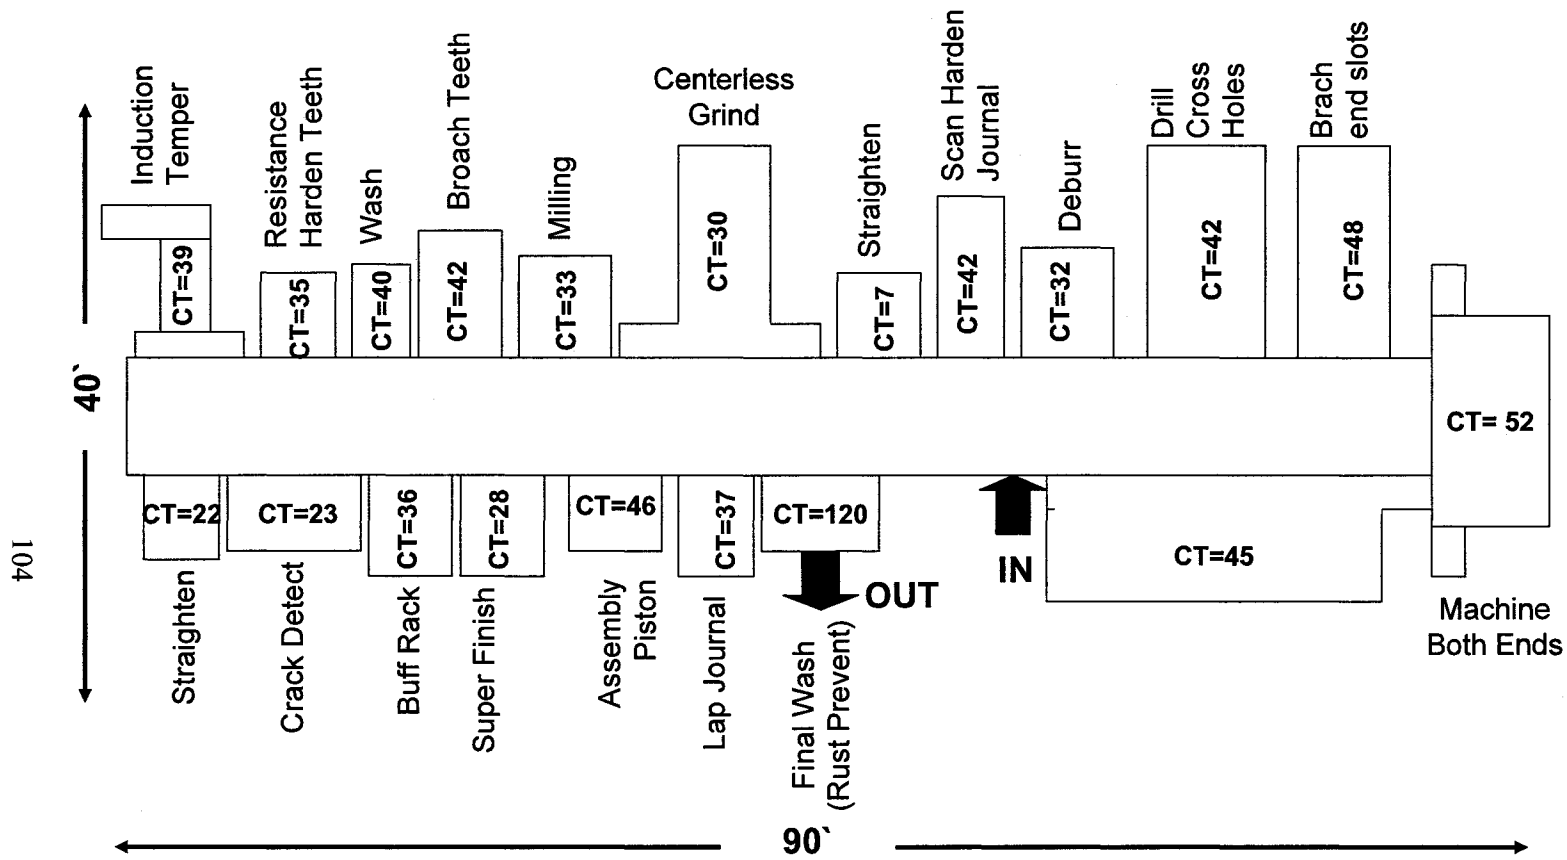 Induction
Temper
Resistance
Harden Teeth
Wash
Broach Teeth
Milling
Centerless
Grind
Straighten
Scan Harden
Journal
Deburr
Drill
Cross
Holes
Brach
end slots
CT=39
CT=35
CT=40
CT=42
CT=33
CT=30
CT=7
CT=42
CT=32
CT=42
CT=48
40`
CT= 52
CT=22
CT=23
CT=36
CT=28
CT=46
CT=37
CT=120
CT=45
IN
OUT
Machine
Both Ends
Straighten
Crack Detect
Buff Rack
Super Finish
Assembly
Piston
Lap Journal
Final Wash
(Rust Prevent)
90`
104